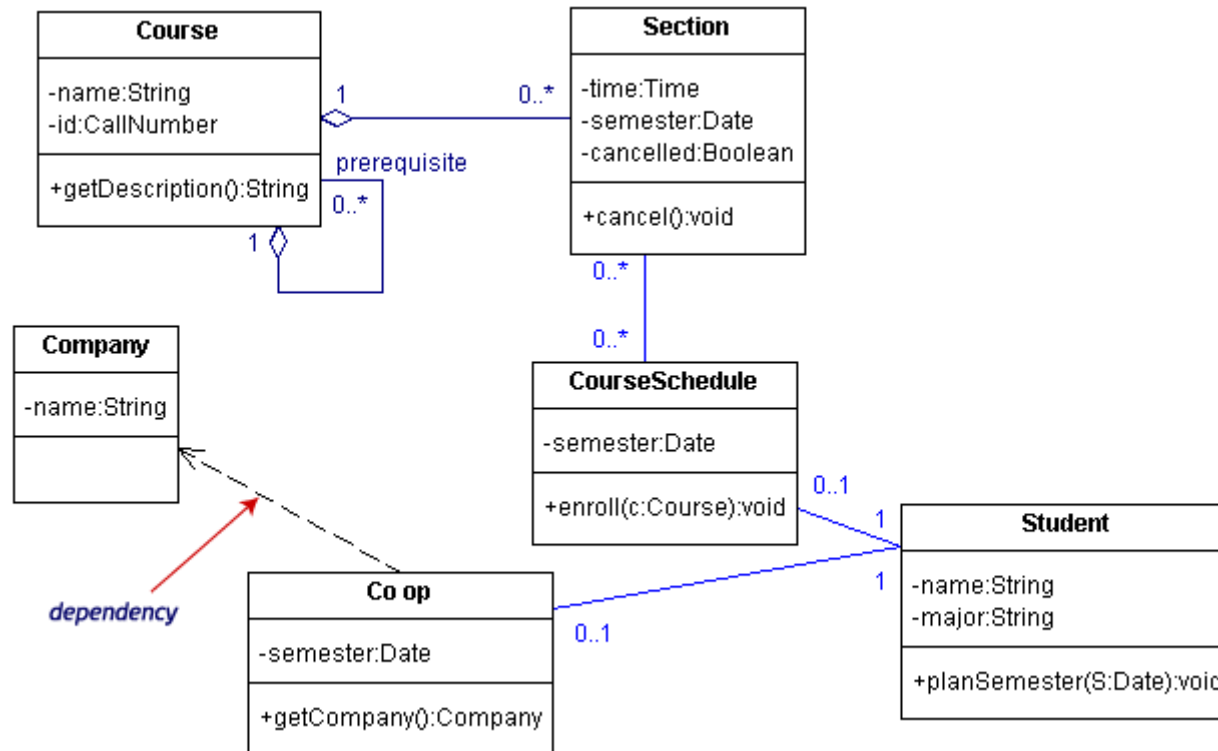 Course
-name:String
-id:CallNumber
+getDescription():String
1
0..*
prerequisite
0..*
1
Section
-time:Time
-semester:Date
-cancelled:Boolean
+cancel():void
0..*
0..*
Company
-name:String
dependency
CourseSchedule
-semester:Date
+enroll(c:Course):void
0..1
1
Co op
-semester:Date
+getCompany():Company
0..1
1
Student
-name:String
-major:String
+planSemester(S:Date):void